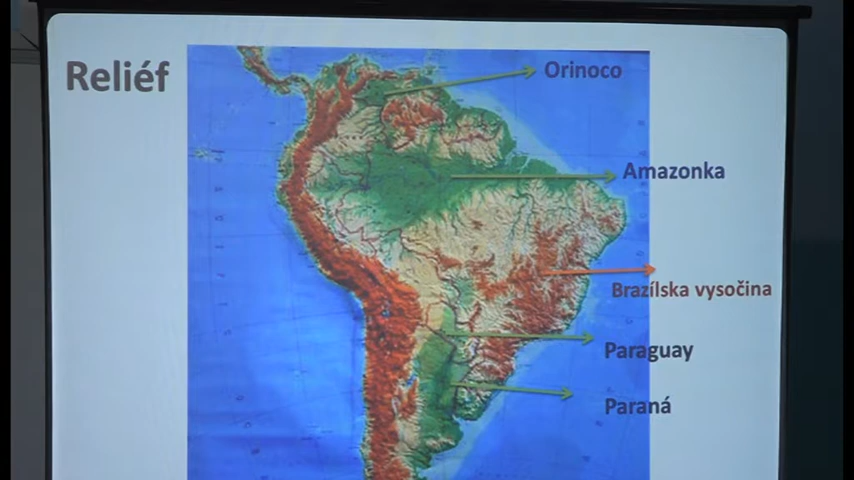 Reliéf
Orinoco
Amazonka
Brazílska vysočina
Paraguay
Paraná